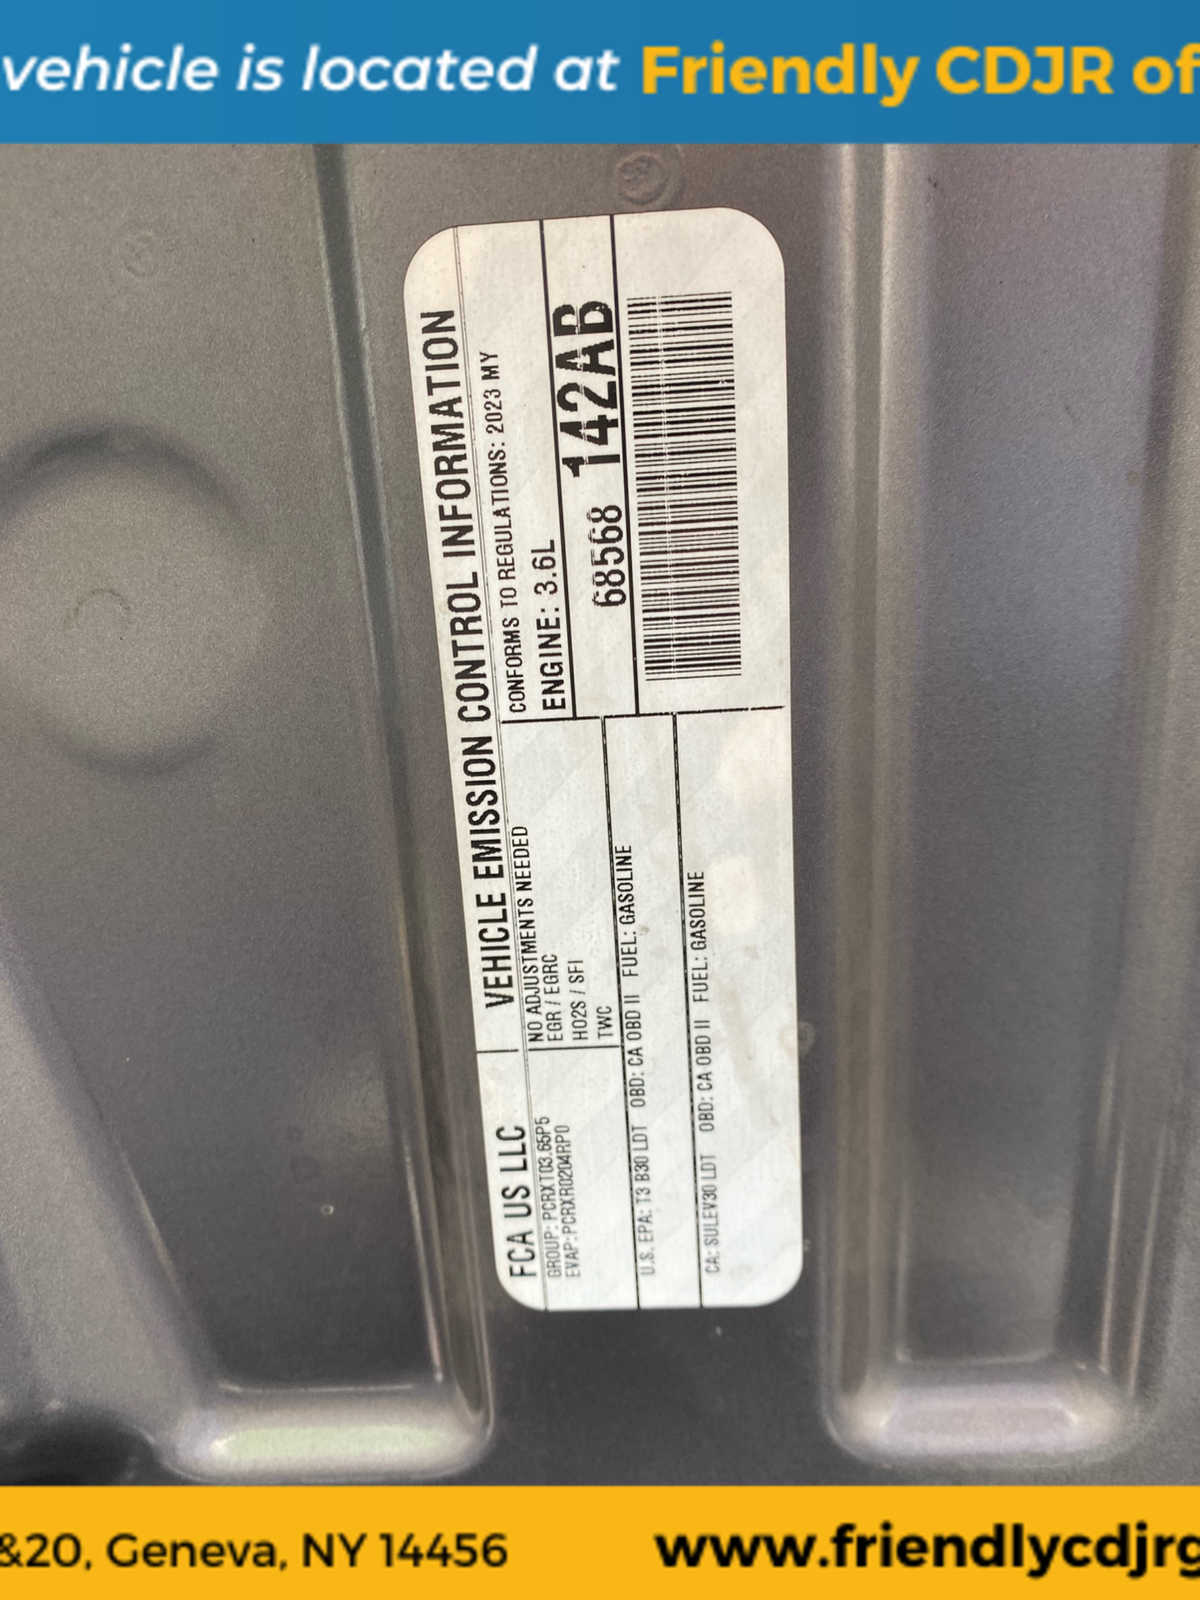 vehicle is located at Friendly CDJR of
FCA US LLC
VEHICLE EMISSION CONTROL INFORMATION
GROUP: PCRXT03.65P5
EVAP: PCRXR0204RP0
NO ADJUSTMENTS NEEDED
EGR / EGRC
HO2S / SFI
TWC
CONFORMS TO REGULATIONS: 2023 MY
ENGINE: 3.6L
68568 142AB
U.S. EPA: T3 B30 LDT OBD: CA OBD II FUEL: GASOLINE
CA: SULEV30 LDT OBD: CA OBD II FUEL: GASOLINE
&20, Geneva, NY 14456
www.friendlycdjrg